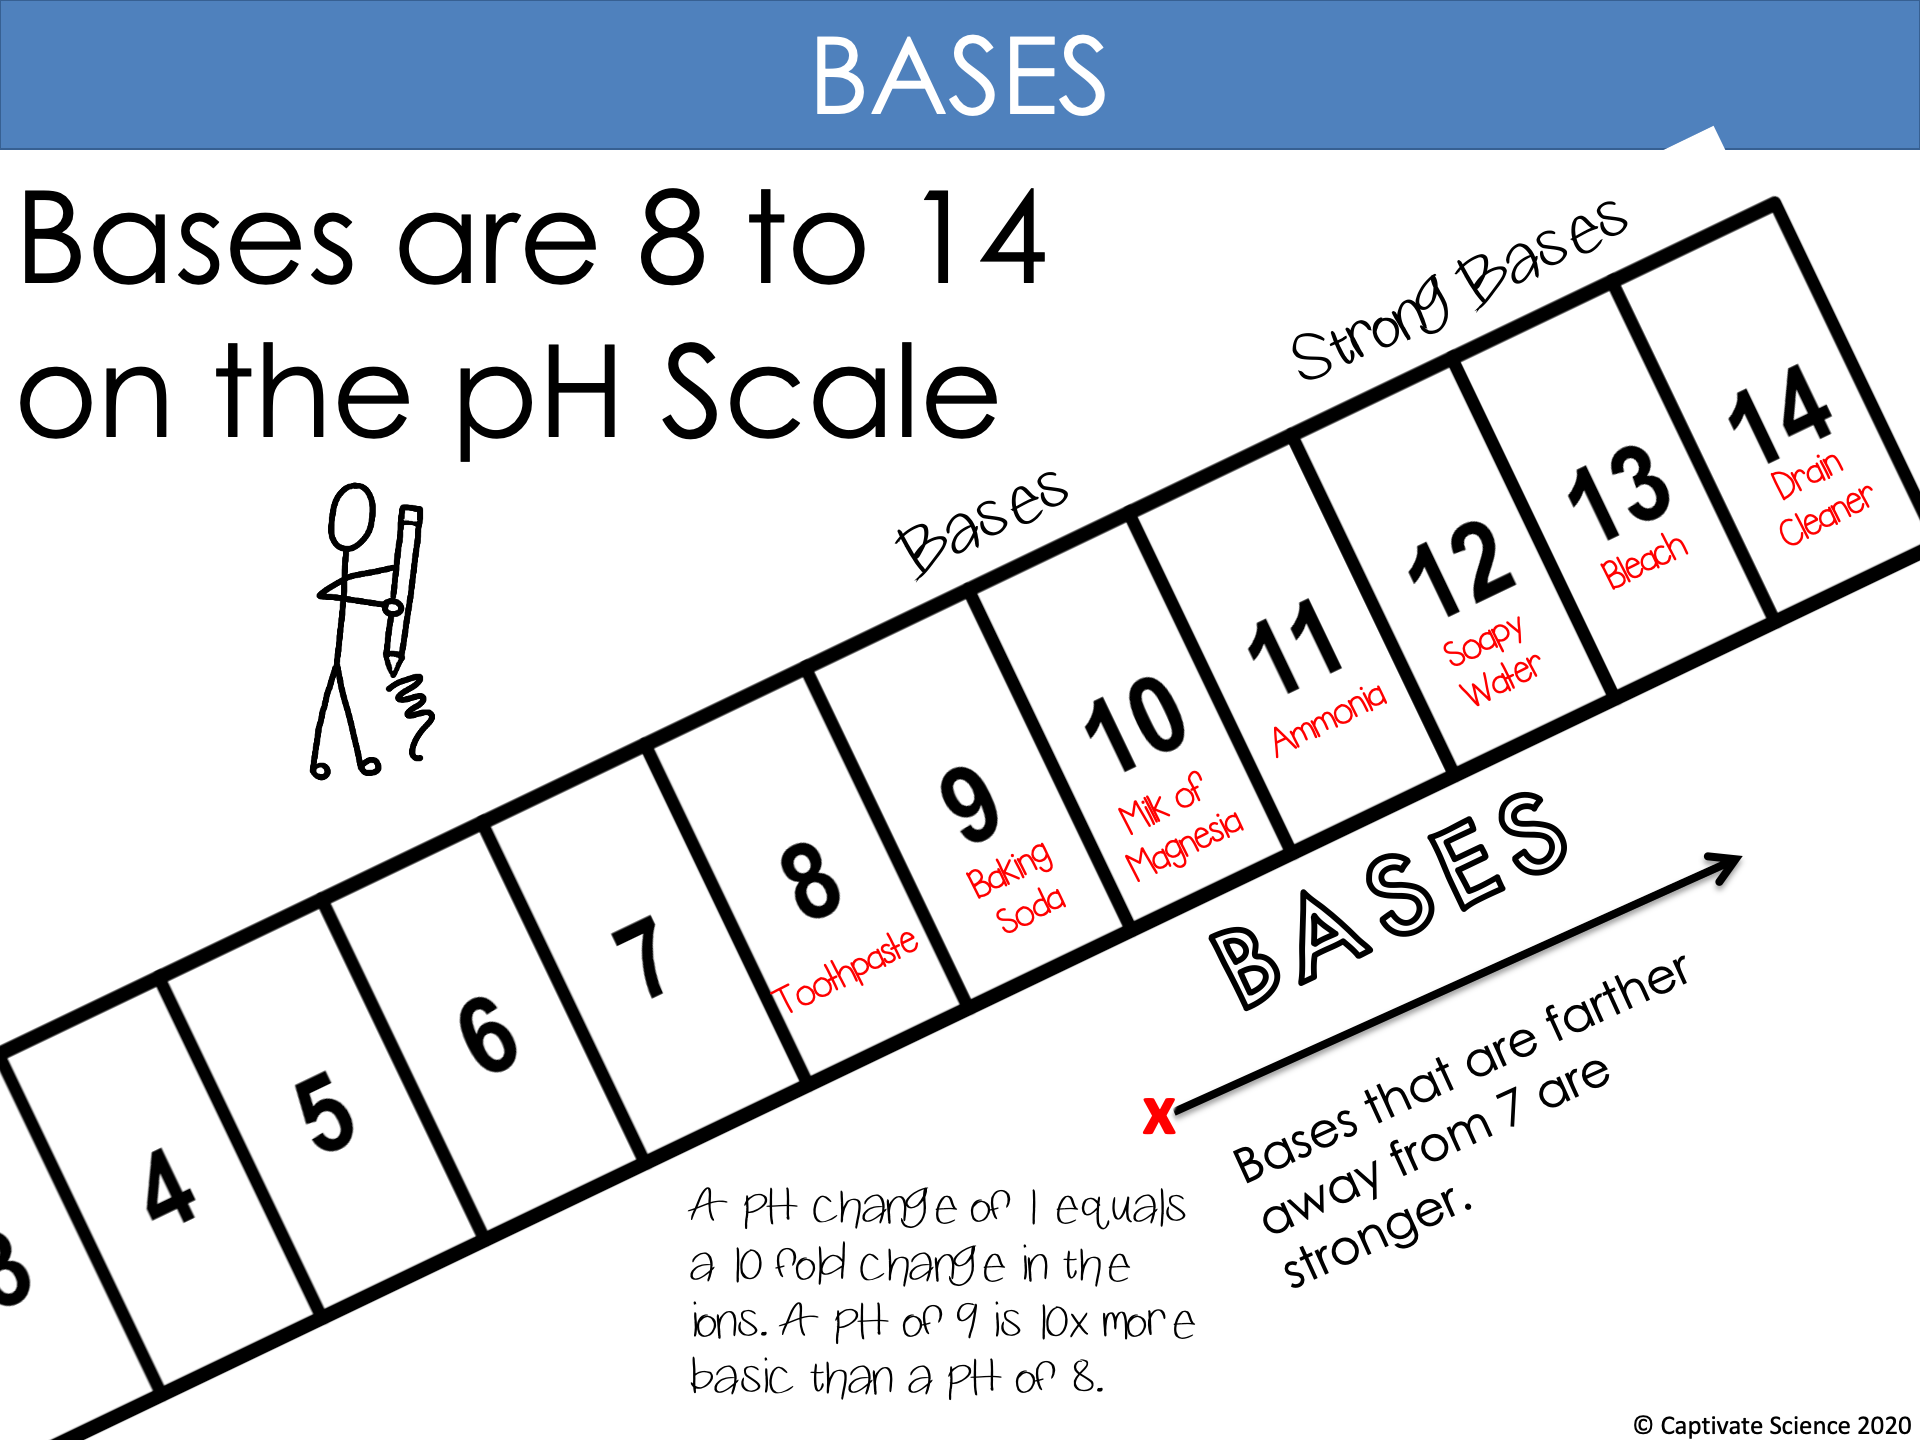 BASES
Bases are 8 to 14
on the pH Scale
Strong Bases
Bases
3
4
5
6
7
8
Toothpaste
9
Baking
Soda
10
Milk of
Magnesia
11
Ammonia
12
Soapy
Water
13
Bleach
14
Drain
Cleaner
BASES
X
Bases that are farther
away from 7 are
stronger.
A pH change of 1 equals
a 10 fold change in the
ions. A pH of 9 is 10x more
basic than a pH of 8.
© Captivate Science 2020